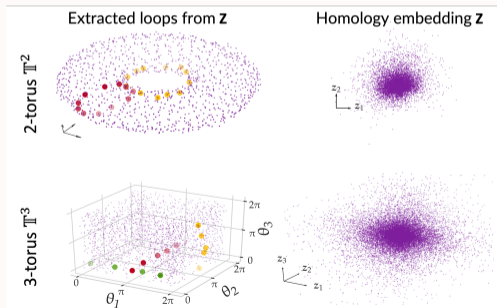 Extracted loops from Z
Homology embedding Z
2-torus 𝕋²
z₂
z₁
3-torus 𝕋³
2π
π
0
θ₃
0
π
2π
θ₁
0
π
2π
θ₂
z₃
z₂
z₁